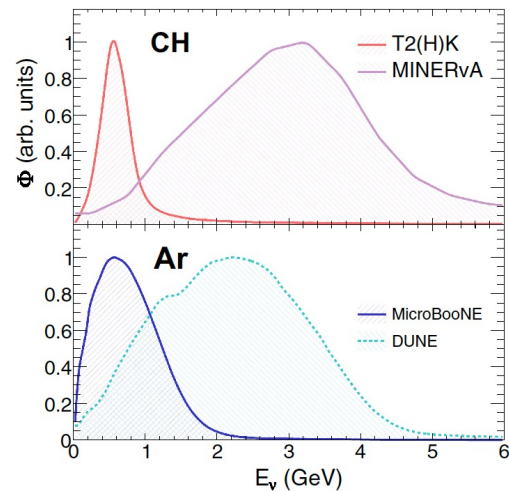 CH
T2(H)K
MINERvA
Φ (arb. units)
1
0.8
0.6
0.4
0.2
Ar
MicroBooNE
DUNE
1
0.8
0.6
0.4
0.2
0
0 1 2 3 4 5 6
E_ν (GeV)